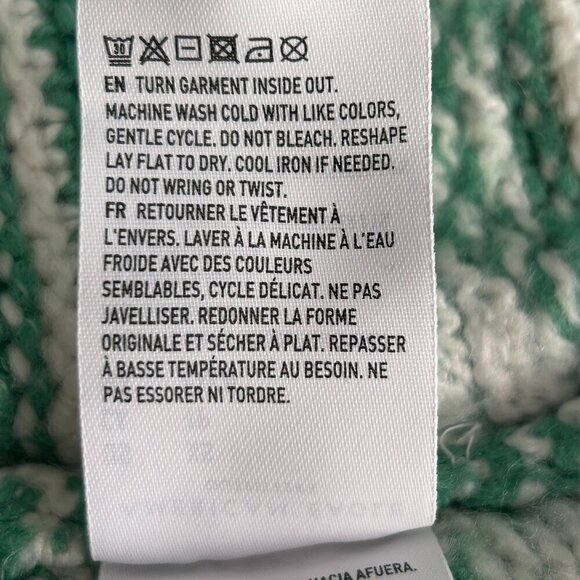 30
EN TURN GARMENT INSIDE OUT.
MACHINE WASH COLD WITH LIKE COLORS,
GENTLE CYCLE. DO NOT BLEACH. RESHAPE
LAY FLAT TO DRY. COOL IRON IF NEEDED.
DO NOT WRING OR TWIST.
FR RETOURNER LE VÊTEMENT À
L'ENVERS. LAVER À LA MACHINE À L'EAU
FROIDE AVEC DES COULEURS
SEMBLABLES, CYCLE DÉLICAT. NE PAS
JAVELLISER. REDONNER LA FORME
ORIGINALE ET SÉCHER À PLAT. REPASSER
À BASSE TEMPÉRATURE AU BESOIN. NE
PAS ESSORER NI TORDRE.
HACIA AFUERA.